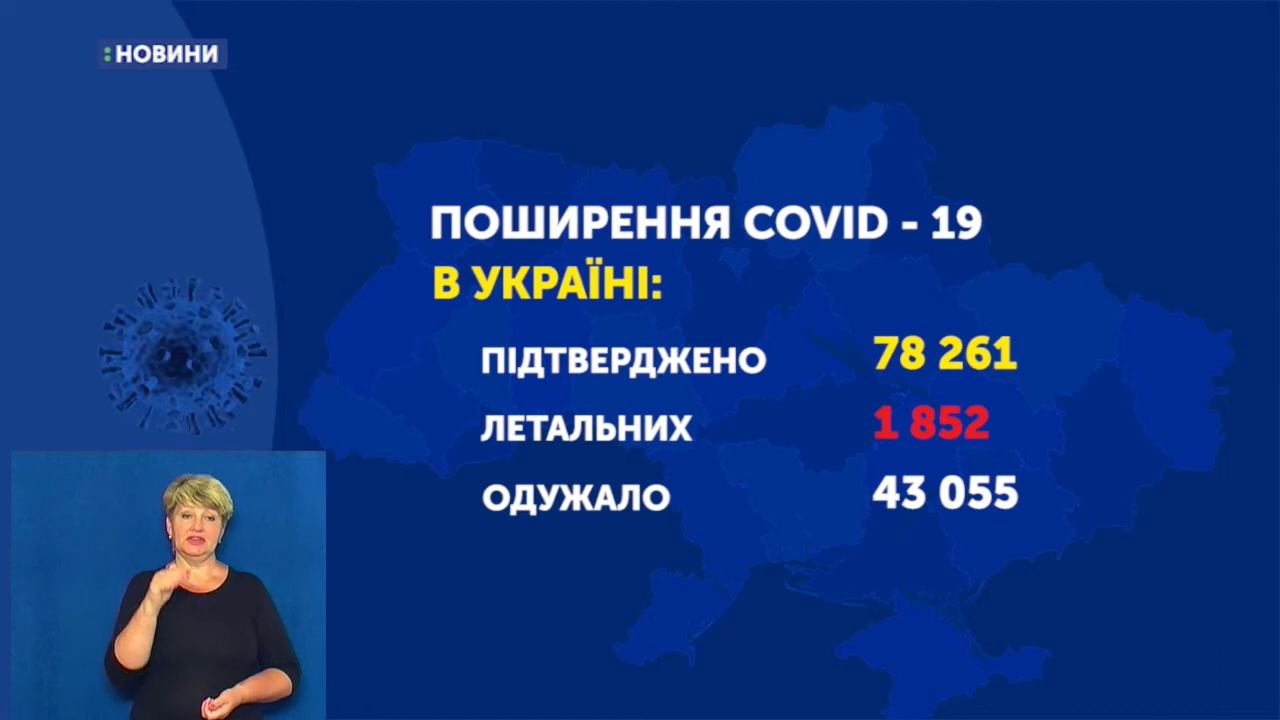 :НОВИНИ
ПОШИРЕННЯ COVID - 19
В УКРАЇНІ:
ПІДТВЕРДЖЕНО 78 261
ЛЕТАЛЬНИХ 1 852
ОДУЖАЛО 43 055